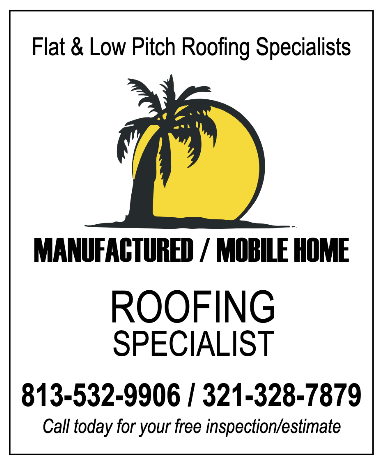 Flat & Low Pitch Roofing Specialists
MANUFACTURED / MOBILE HOME
ROOFING
SPECIALIST
813-532-9906 / 321-328-7879
Call today for your free inspection/estimate